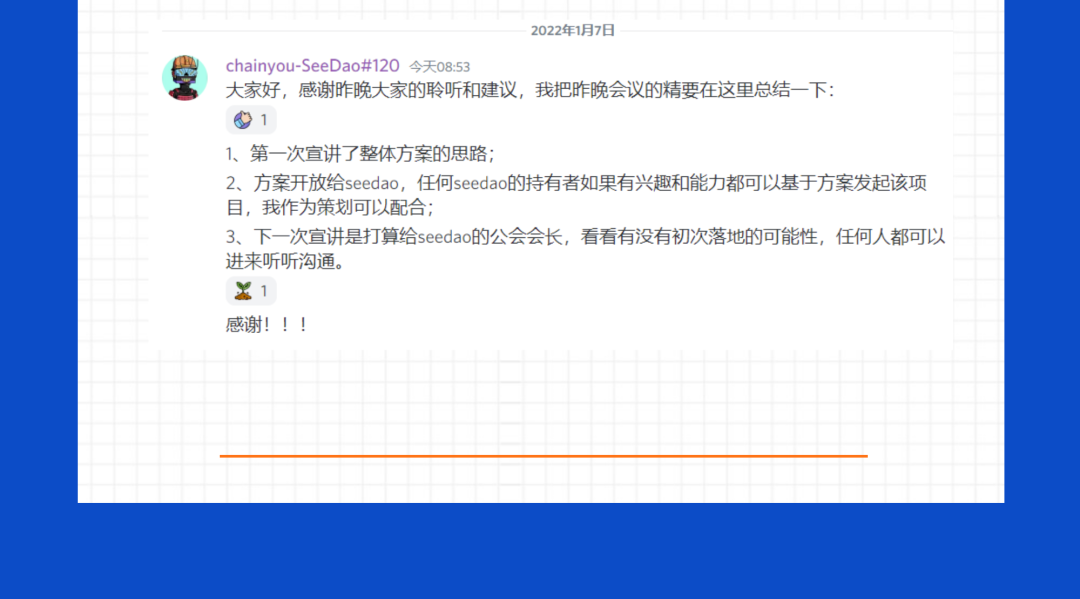 2022年1月7日
chainyou-SeeDao#120 今天08:53
大家好，感谢昨晚大家的聆听和建议，我把昨晚会议的精要在这里总结一下：
1
1、第一次宣讲了整体方案的思路；
2、方案开放给seedao，任何seedao的持有者如果有兴趣和能力都可以基于方案发起该项
目，我作为策划可以配合；
3、下一次宣讲是打算给seedao的公会会长，看看有没有初次落地的可能性，任何人都可以
进来听听沟通。
1
感谢！！！